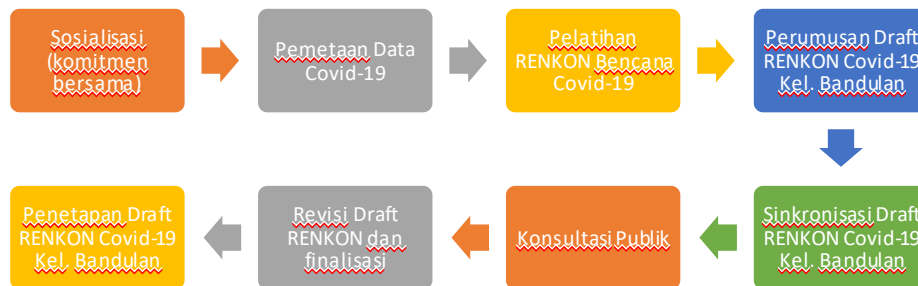 Sosialisasi
(komitmen
bersama)
Pemetaan Data
Covid-19
Pelatihan
RENKON Bencana
Covid-19
Perumusan Draft
RENKON Covid-19
Kel. Bandulan
Sinkronisasi Draft
RENKON Covid-19
Kel. Bandulan
Konsultasi Publik
Revisi Draft
RENKON dan
finalisasi
Penetapan Draft
RENKON Covid-19
Kel. Bandulan